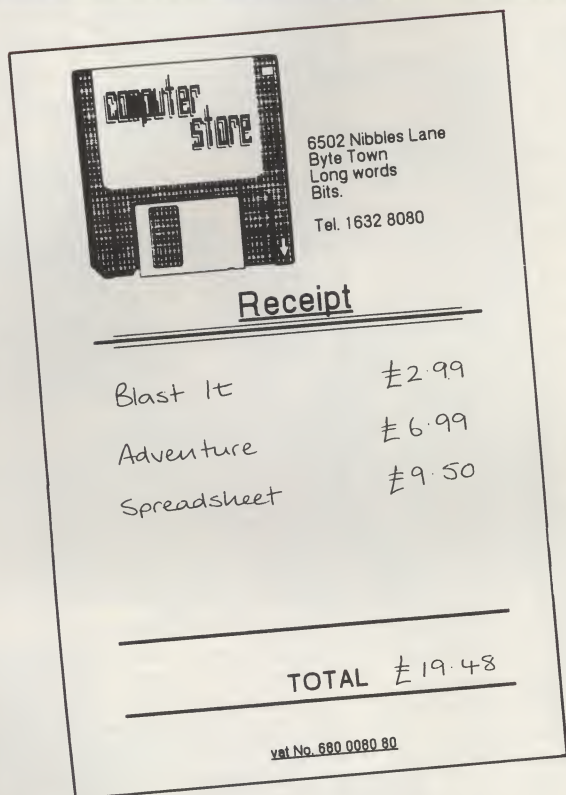 computer
store
6502 Nibbles Lane
Byte Town
Long words
Bits.
Tel. 1632 8080
Receipt
Blast It £2.99
Adventure £6.99
Spreadsheet £9.50
TOTAL £19.48
vat No. 680 0080 80